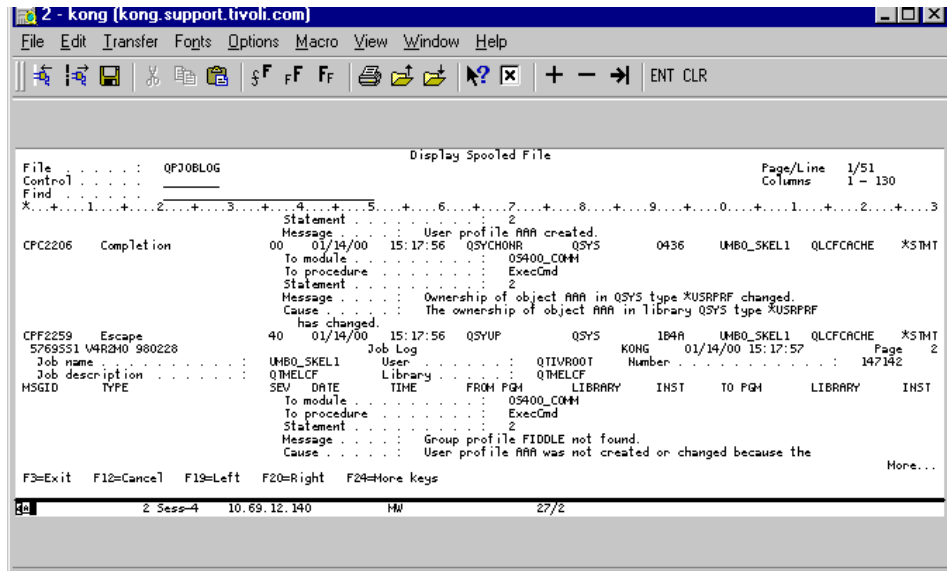 2 - kong (kong.support.tivoli.com)
File Edit Transfer Fonts Options Macro View Window Help
ENT CLR
Display Spooled File
File . . . . . : QPJOBLOG Page/Line 1/51
Control . . . . . Columns 1 - 130
Find . . . . . .
*...+....1....+....2....+....3....+....4....+....5....+....6....+....7....+....8....+....9....+....0....+....1....+....2....+....3
Statement . . . . . . . . . : 2
Message . . . . : User profile AAA created.
CPC2206 Completion 00 01/14/00 15:17:56 QSYCHONR QSYS 0436 UMBO_SKEL1 QLCFCACHE *STMT
To module . . . . . . . . . : OS400_COMM
To procedure . . . . . . . : ExecCmd
Statement . . . . . . . . . : 2
Message . . . . : Ownership of object AAA in QSYS type *USRPRF changed.
Cause . . . . . : The ownership of object AAA in library QSYS type *USRPRF
has changed.
CPF2259 Escape 40 01/14/00 15:17:56 QSYUP QSYS 1B4A UMBO_SKEL1 QLCFCACHE *STMT
5769SS1 V4R2M0 980228 Job Log KONG 01/14/00 15:17:57 Page 2
Job name . . . . . . . . . . : UMBO_SKEL1 User . . . . . . : QTIVROOT Number . . . . . . . . . . . : 147142
Job description . . . . . . : QTMELCF Library . . . . . : QTMELCF
MSGID TYPE SEV DATE TIME FROM PGM LIBRARY INST TO PGM LIBRARY INST
To module . . . . . . . . . : OS400_COMM
To procedure . . . . . . . : ExecCmd
Statement . . . . . . . . . : 2
Message . . . . : Group profile FIDDLE not found.
Cause . . . . . : User profile AAA was not created or changed because the
More...
F3=Exit F12=Cancel F19=Left F20=Right F24=More keys
2 Sess-4 10.69.12.140 MW 27/2